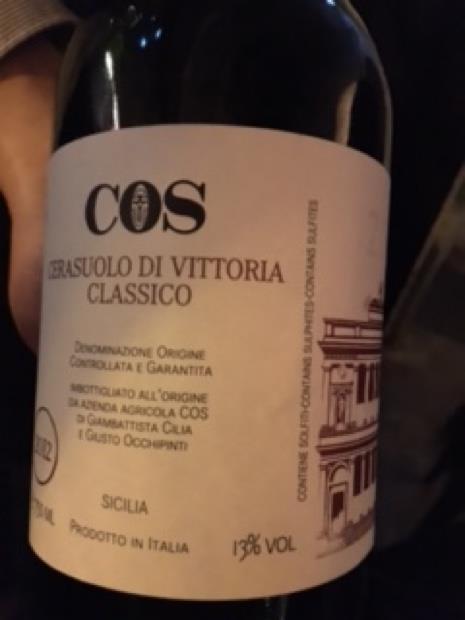 COS
CERASUOLO DI VITTORIA
CLASSICO
DENOMINAZIONE ORIGINE
CONTROLLATA E GARANTITA
IMBOTTIGLIATO ALL'ORIGINE
DA AZIENDA AGRICOLA COS
DI GIAMBATTISTA CILIA
E GIUSTO OCCHIPINTI
SICILIA
ML
PRODOTTO IN ITALIA
13% VOL
CONTIENE SOLFITI-CONTAINS SULPHITES-CONTAINS SULFITES